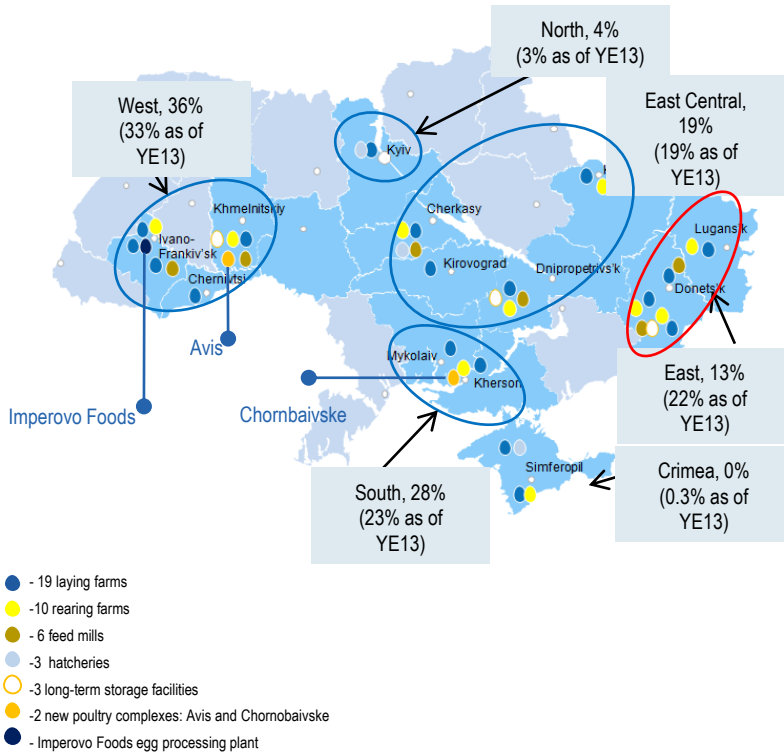 North, 4%
(3% as of YE13)
West, 36%
(33% as of
YE13)
East Central,
19%
(19% as of
YE13)
Kyiv
Cherkasy
Khmelnitskiy
Ivano-
Frankiv'sk
Chernivtsi
Kirovograd
Dnipropetrivs'k
Lugans'k
Donets'k
Avis
Mykolaiv
Kherson
Imperovo Foods
Chornbaivske
East, 13%
(22% as of
YE13)
Simferopil
South, 28%
(23% as of
YE13)
Crimea, 0%
(0.3% as of
YE13)
- 19 laying farms
-10 rearing farms
- 6 feed mills
-3 hatcheries
-3 long-term storage facilities
-2 new poultry complexes: Avis and Chornobaivske
- Imperovo Foods egg processing plant